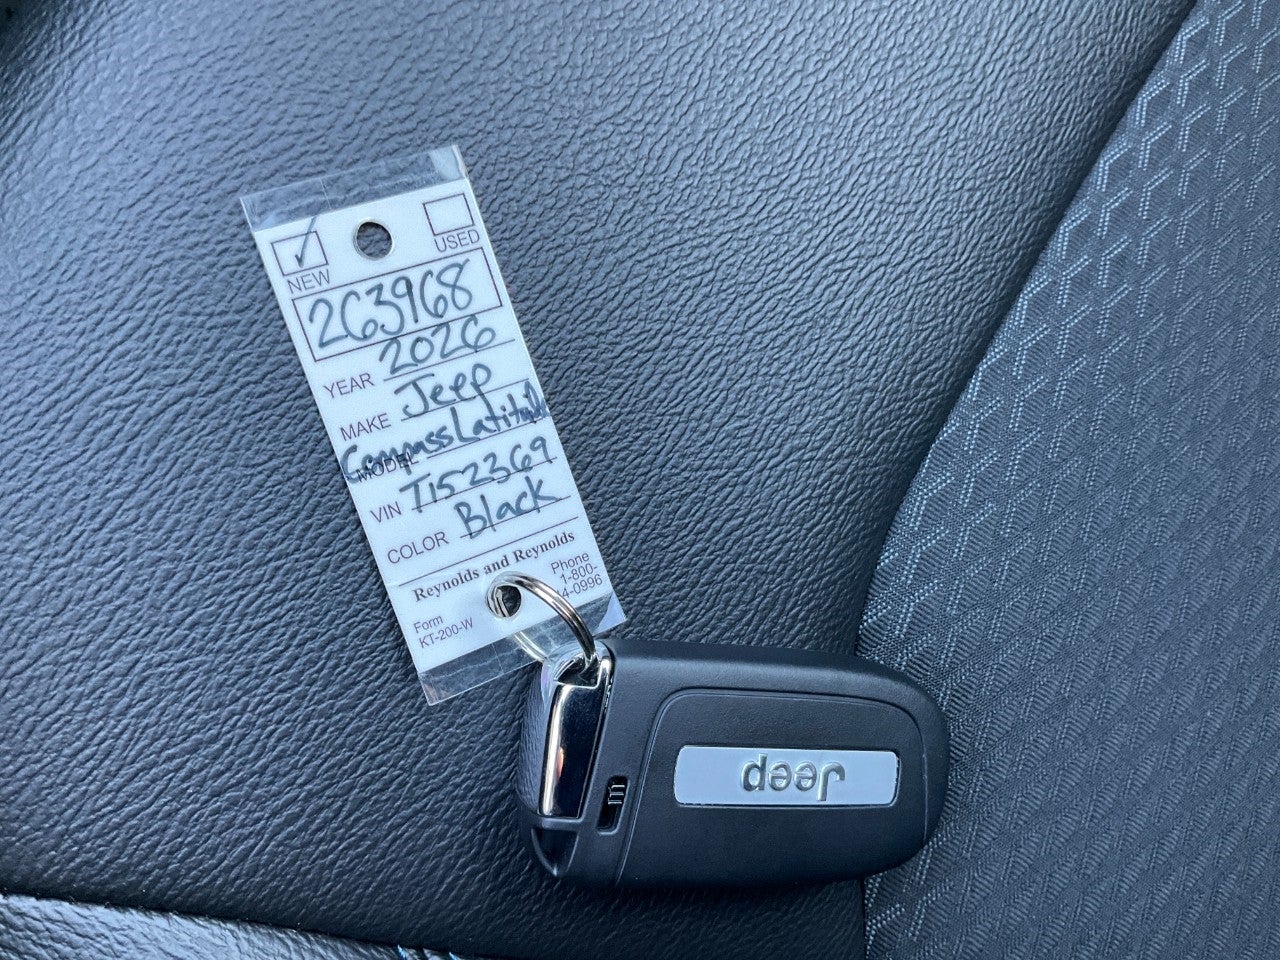 NEW
USED
263968
YEAR 2026
MAKE Jeep
MODEL Compass Latitude
VIN T152369
COLOR Black
Reynolds and Reynolds
Form
KT-200-W
Phone
1-800-
4-0996
Jeep